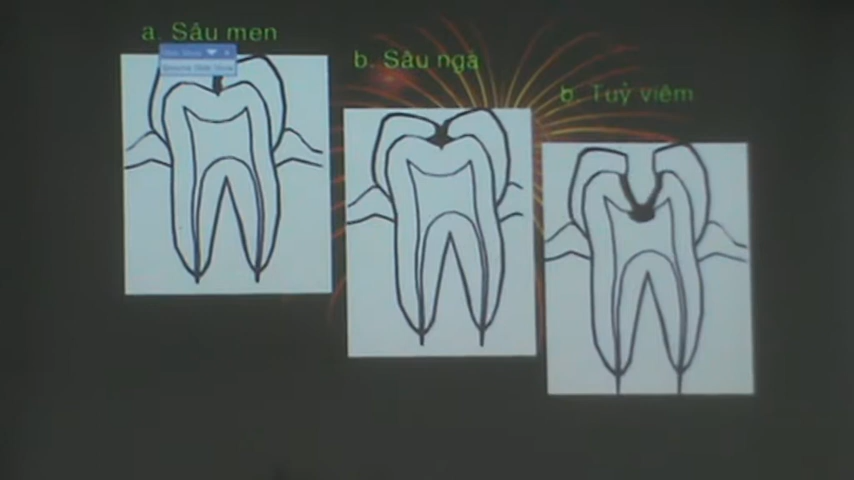 a. Sâu men
b. Sâu ngà
b. Tuỷ viêm